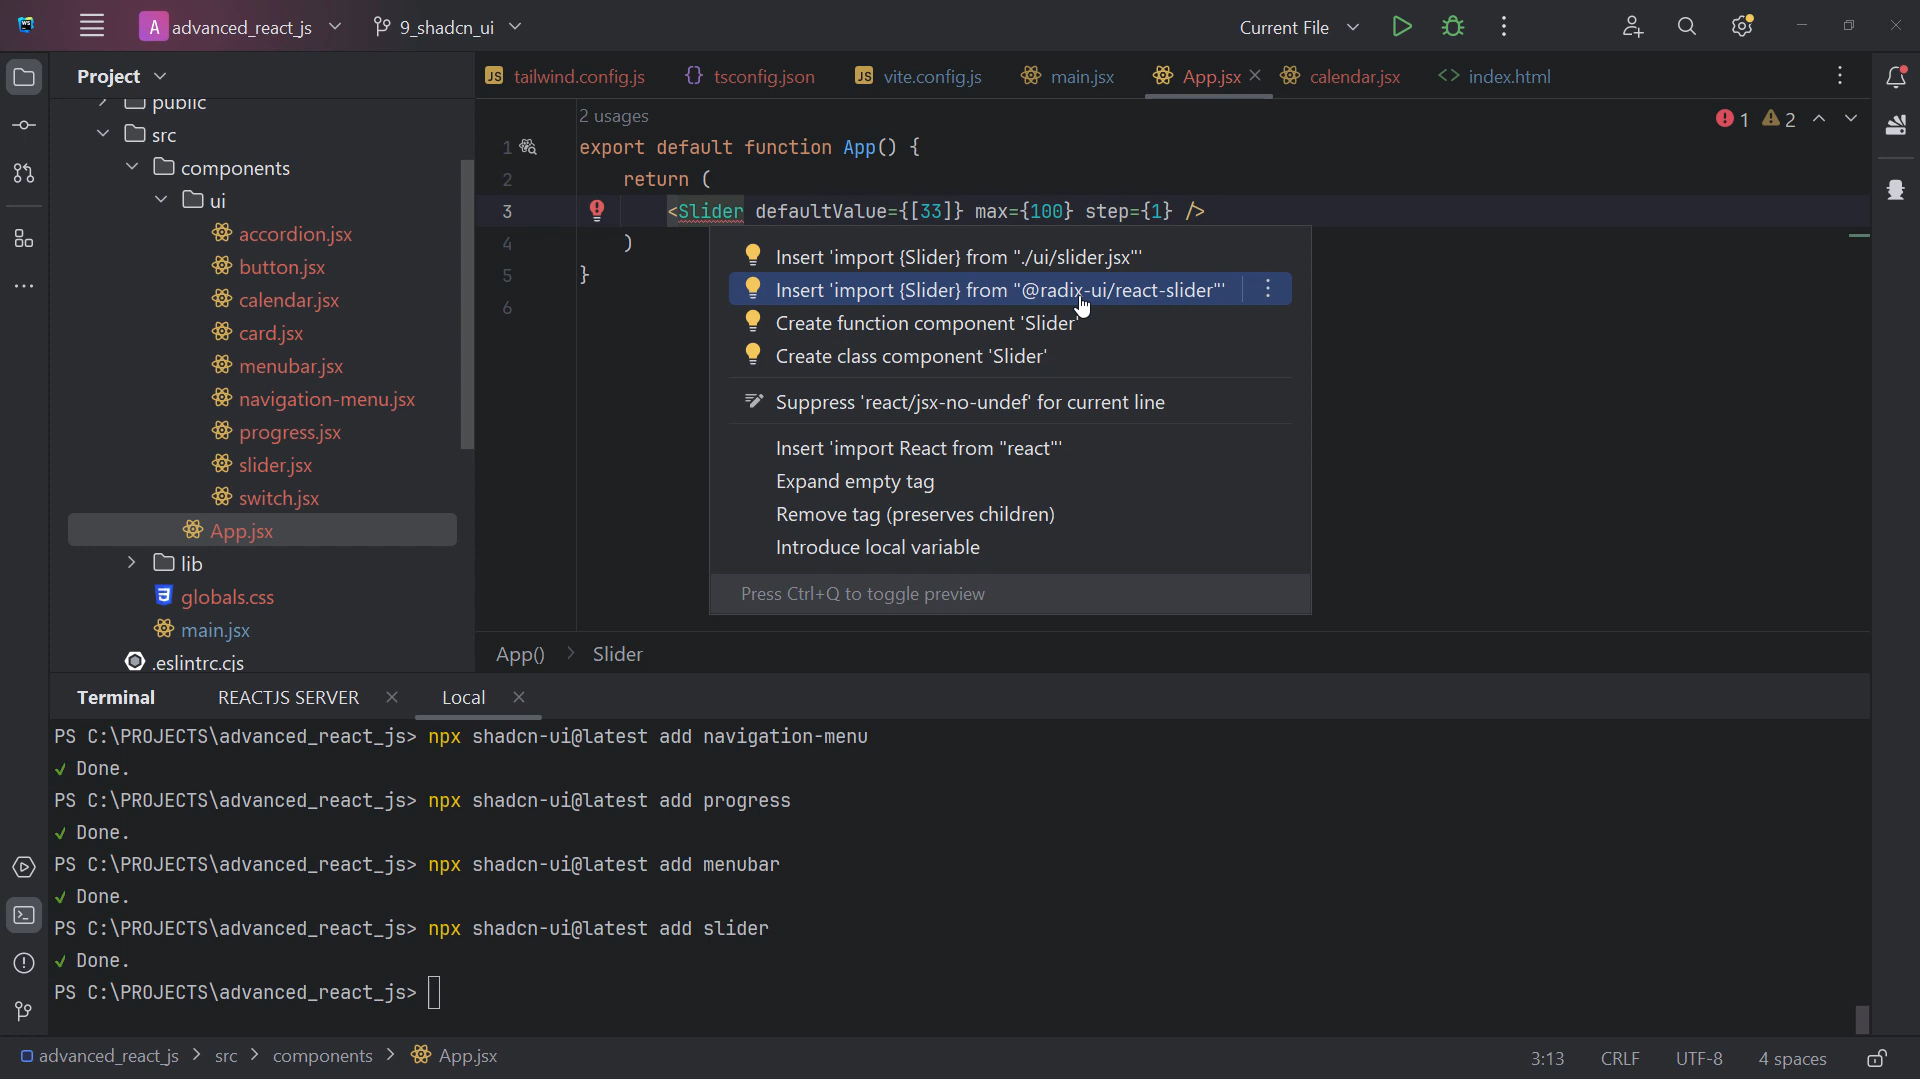 WS
A advanced_react_js
9_shadcn_ui
Current File
Project
public
src
components
ui
accordion.jsx
button.jsx
calendar.jsx
card.jsx
menubar.jsx
navigation-menu.jsx
progress.jsx
slider.jsx
switch.jsx
App.jsx
lib
globals.css
main.jsx
.eslintrc.cjs
JS tailwind.config.js
{} tsconfig.json
JS vite.config.js
main.jsx
App.jsx
calendar.jsx
<> index.html
2 usages
1 2
1 export default function App() {
2 return (
3 <Slider defaultValue={[33]} max={100} step={1} />
4 )
5 }
6
Insert 'import {Slider} from "./ui/slider.jsx"'
Insert 'import {Slider} from "@radix-ui/react-slider"'
Create function component 'Slider'
Create class component 'Slider'
Suppress 'react/jsx-no-undef' for current line
Insert 'import React from "react"'
Expand empty tag
Remove tag (preserves children)
Introduce local variable
Press Ctrl+Q to toggle preview
App() > Slider
Terminal
REACTJS SERVER
Local
PS C:\PROJECTS\advanced_react_js> npx shadcn-ui@latest add navigation-menu
✓ Done.
PS C:\PROJECTS\advanced_react_js> npx shadcn-ui@latest add progress
✓ Done.
PS C:\PROJECTS\advanced_react_js> npx shadcn-ui@latest add menubar
✓ Done.
PS C:\PROJECTS\advanced_react_js> npx shadcn-ui@latest add slider
✓ Done.
PS C:\PROJECTS\advanced_react_js>
advanced_react_js > src > components > App.jsx
3:13
CRLF
UTF-8
4 spaces